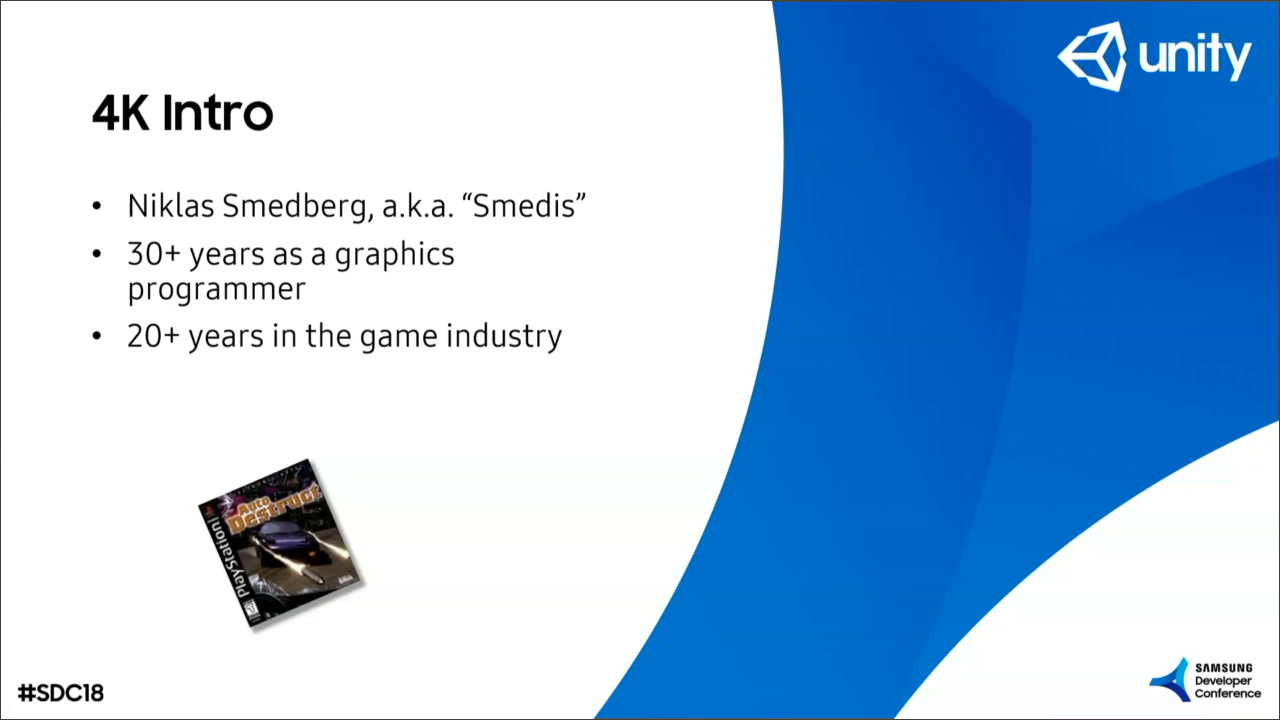 unity
4K Intro
• Niklas Smedberg, a.k.a. “Smedis”
• 30+ years as a graphics
programmer
• 20+ years in the game industry
Auto
Destruct
PlayStation
#SDC18
SAMSUNG
Developer
Conference